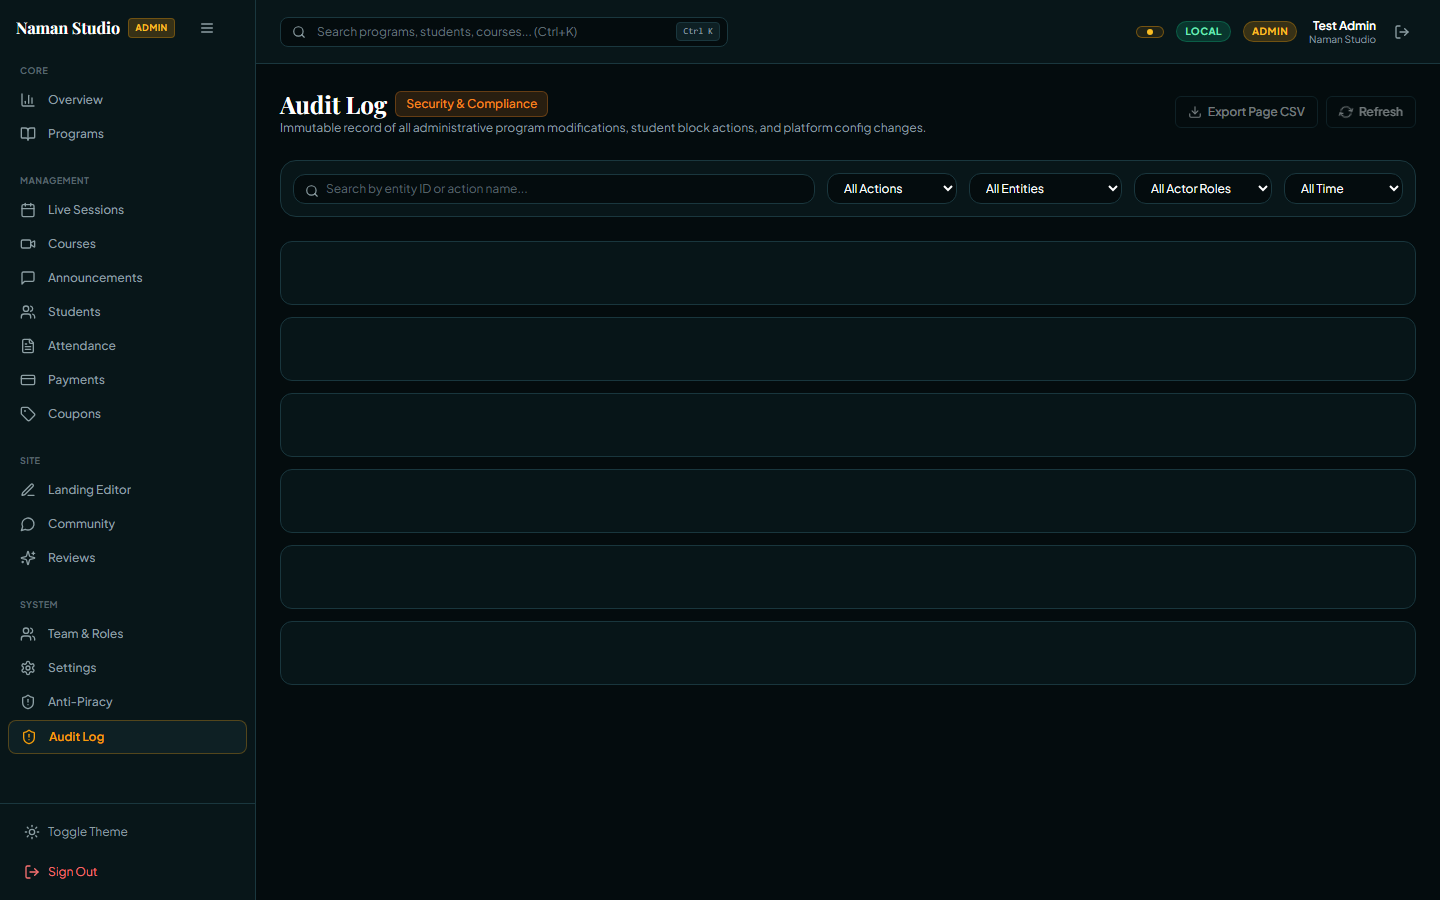 Naman Studio ADMIN
Search programs, students, courses... (Ctrl+K) Ctrl K
LOCAL
ADMIN
Test Admin
Naman Studio
CORE
Overview
Programs
MANAGEMENT
Live Sessions
Courses
Announcements
Students
Attendance
Payments
Coupons
SITE
Landing Editor
Community
Reviews
SYSTEM
Team & Roles
Settings
Anti-Piracy
Audit Log
Toggle Theme
Sign Out
Audit Log Security & Compliance
Immutable record of all administrative program modifications, student block actions, and platform config changes.
Export Page CSV
Refresh
Search by entity ID or action name...
All Actions
All Entities
All Actor Roles
All Time